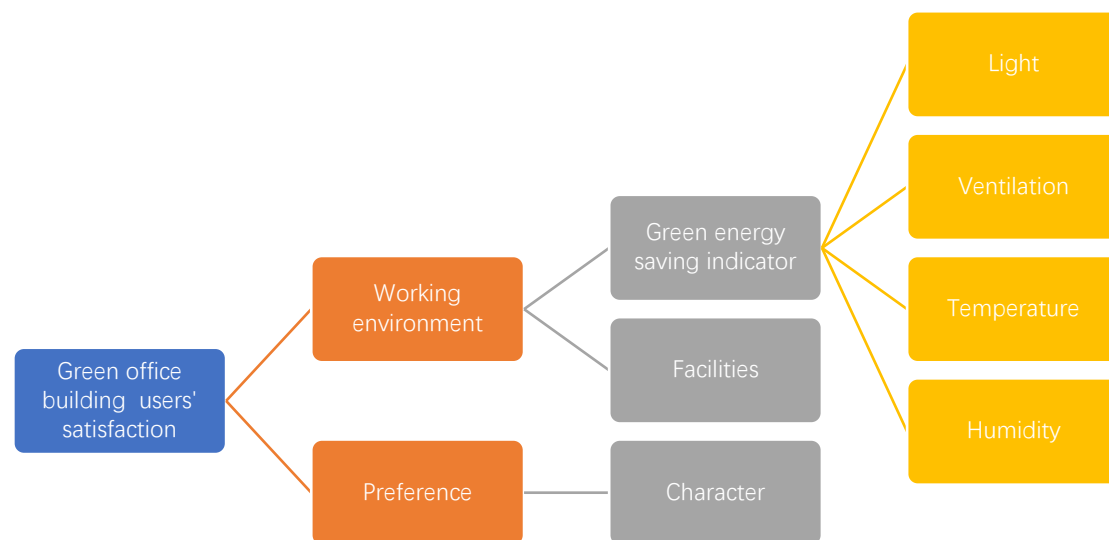 Green office
building  users'
satisfaction
Working
environment
Preference
Green energy
saving indicator
Facilities
Character
Light
Ventilation
Temperature
Humidity